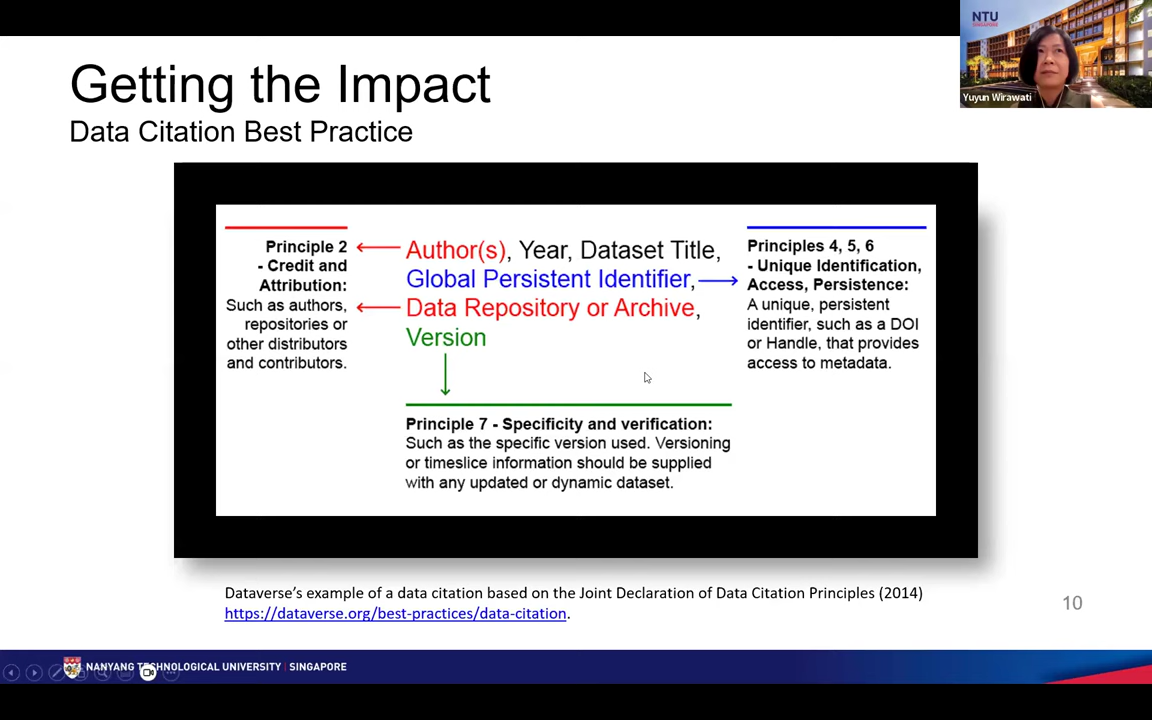 NTU
SINGAPORE
Yuyun Wirawati
Getting the Impact
Data Citation Best Practice
Principle 2
- Credit and
Attribution:
Such as authors,
repositories or
other distributors
and contributors.
Author(s), Year, Dataset Title,
Global Persistent Identifier,
Data Repository or Archive,
Version
Principles 4, 5, 6
- Unique Identification,
Access, Persistence:
A unique, persistent
identifier, such as a DOI
or Handle, that provides
access to metadata.
Principle 7 - Specificity and verification:
Such as the specific version used. Versioning
or timeslice information should be supplied
with any updated or dynamic dataset.
Dataverse’s example of a data citation based on the Joint Declaration of Data Citation Principles (2014)
https://dataverse.org/best-practices/data-citation.
10
NANYANG TECHNOLOGICAL UNIVERSITY | SINGAPORE